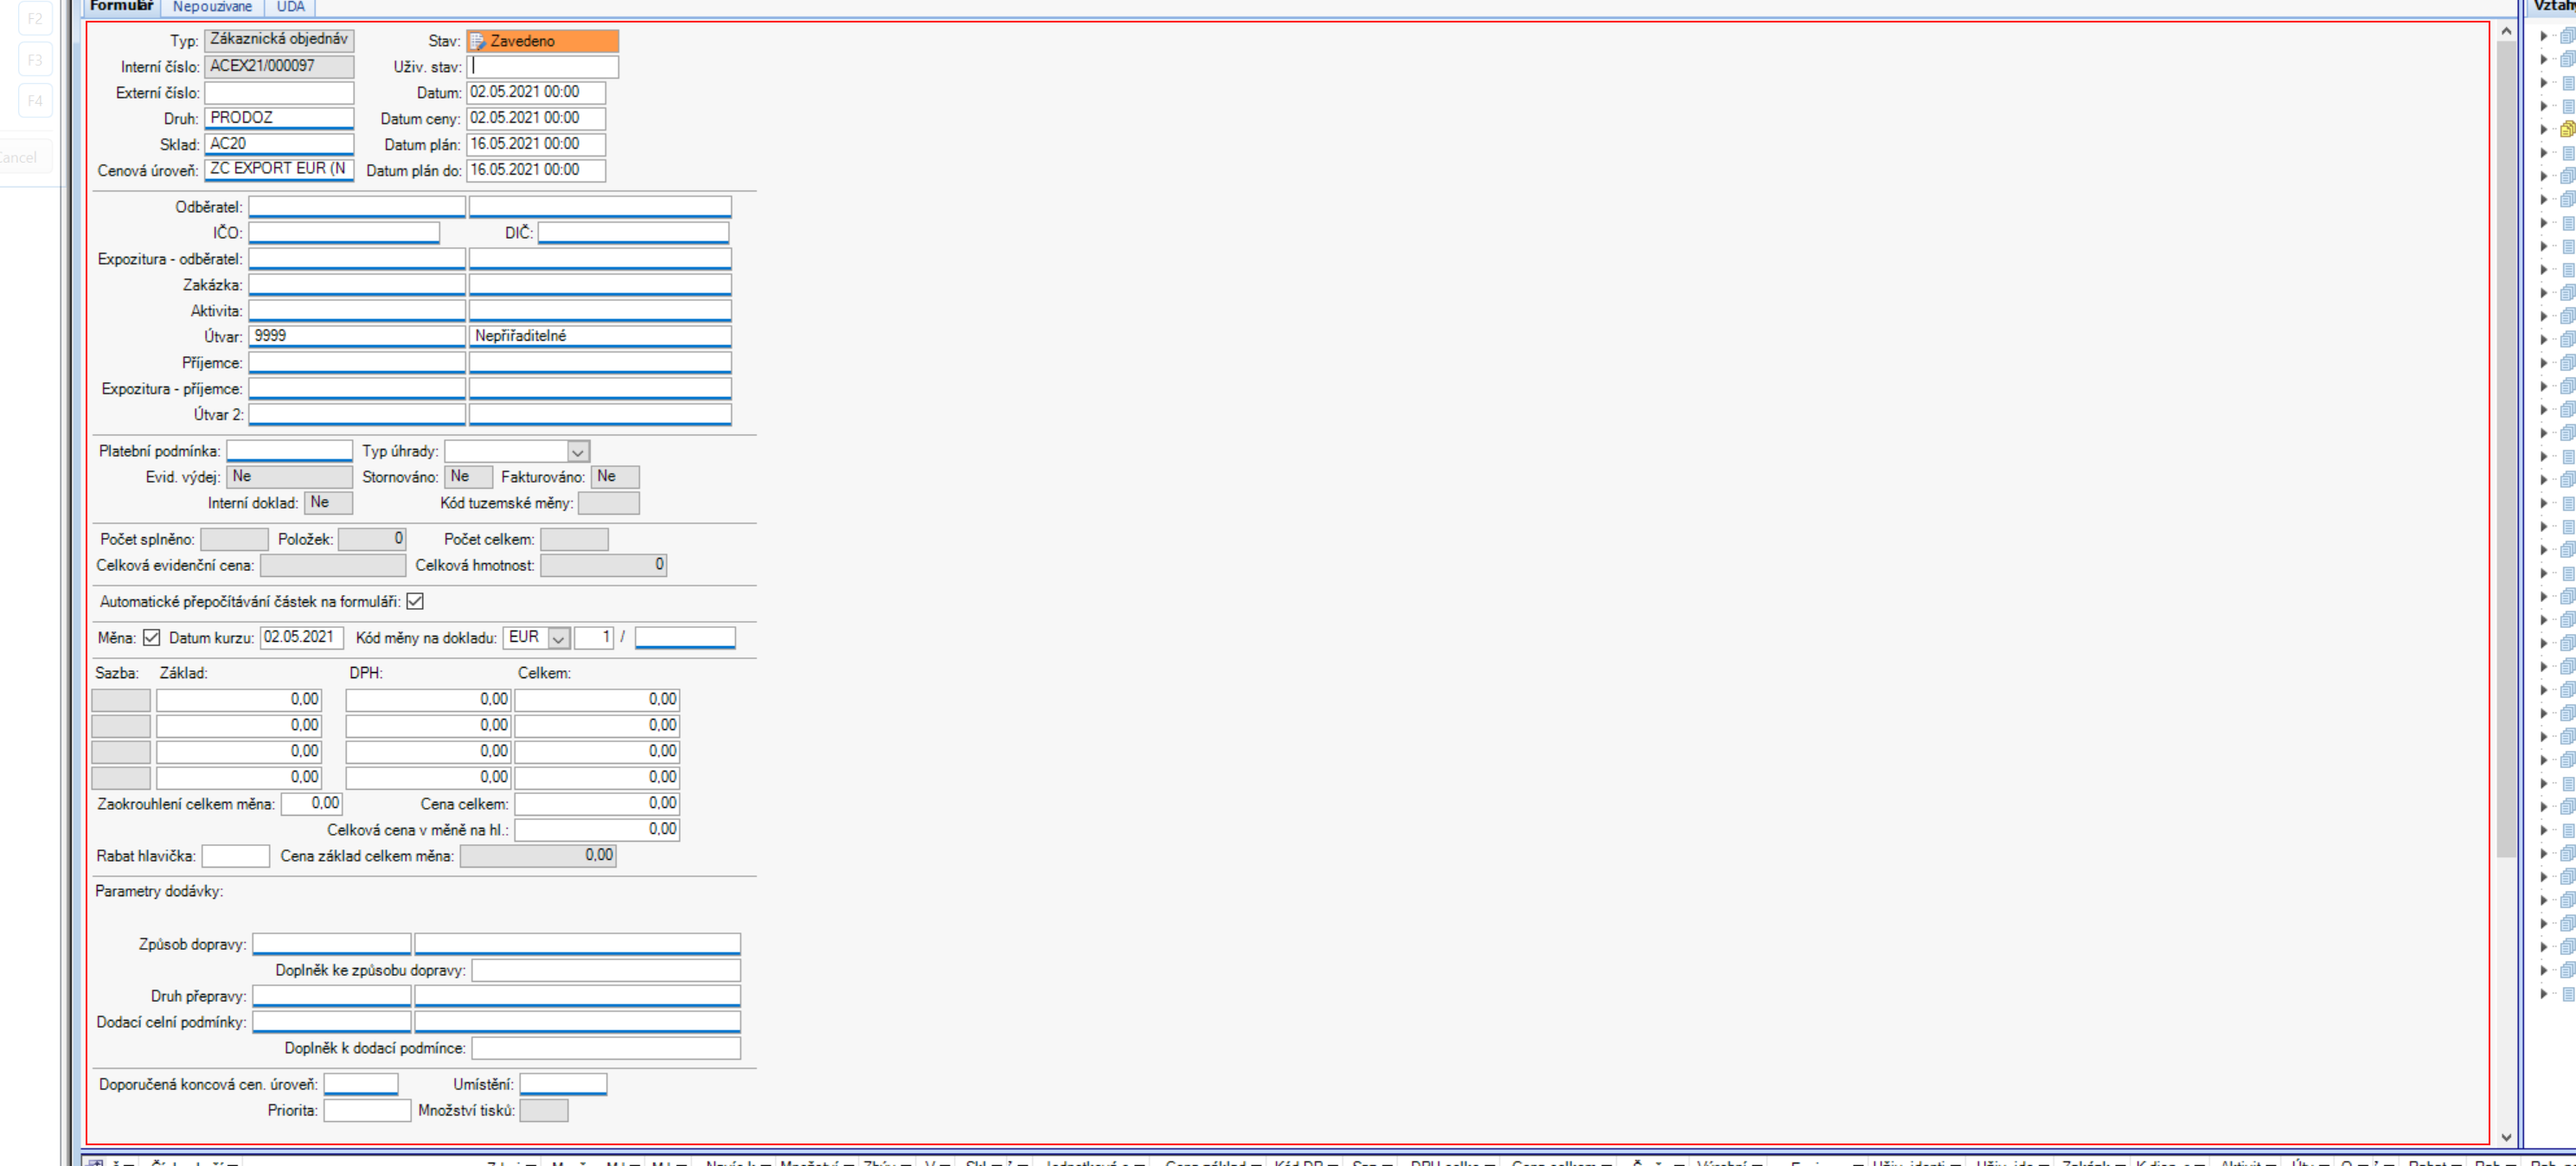 Formulář Nepoužívané UDA
Vztahy
F2
F3
F4
Cancel
Typ: Zákaznická objednáv Stav: Zavedeno
Interní číslo: ACEX21/000097 Uživ. stav:
Externí číslo: Datum: 02.05.2021 00:00
Druh: PRODOZ Datum ceny: 02.05.2021 00:00
Sklad: AC20 Datum plán: 16.05.2021 00:00
Cenová úroveň: ZC EXPORT EUR (N Datum plán do: 16.05.2021 00:00
Odběratel:
IČO: DIČ:
Expozitura - odběratel:
Zakázka:
Aktivita:
Útvar: 9999 Nepřiřaditelné
Příjemce:
Expozitura - příjemce:
Útvar 2:
Platební podmínka: Typ úhrady:
Evid. výdej: Ne Stornováno: Ne Fakturováno: Ne
Interní doklad: Ne Kód tuzemské měny:
Počet splněno: Položek: 0 Počet celkem:
Celková evidenční cena: Celková hmotnost: 0
Automatické přepočítávání částek na formuláři:
Měna: Datum kurzu: 02.05.2021 Kód měny na dokladu: EUR 1 /
Sazba: Základ: DPH: Celkem:
0,00 0,00 0,00
0,00 0,00 0,00
0,00 0,00 0,00
0,00 0,00 0,00
Zaokrouhlení celkem měna: 0,00 Cena celkem: 0,00
Celková cena v měně na hl.: 0,00
Rabat hlavička: Cena základ celkem měna: 0,00
Parametry dodávky:
Způsob dopravy:
Doplněk ke způsobu dopravy:
Druh přepravy:
Dodací celní podmínky:
Doplněk k dodací podmínce:
Doporučená koncová cen. úroveň: Umístění:
Priorita: Množství tisků: